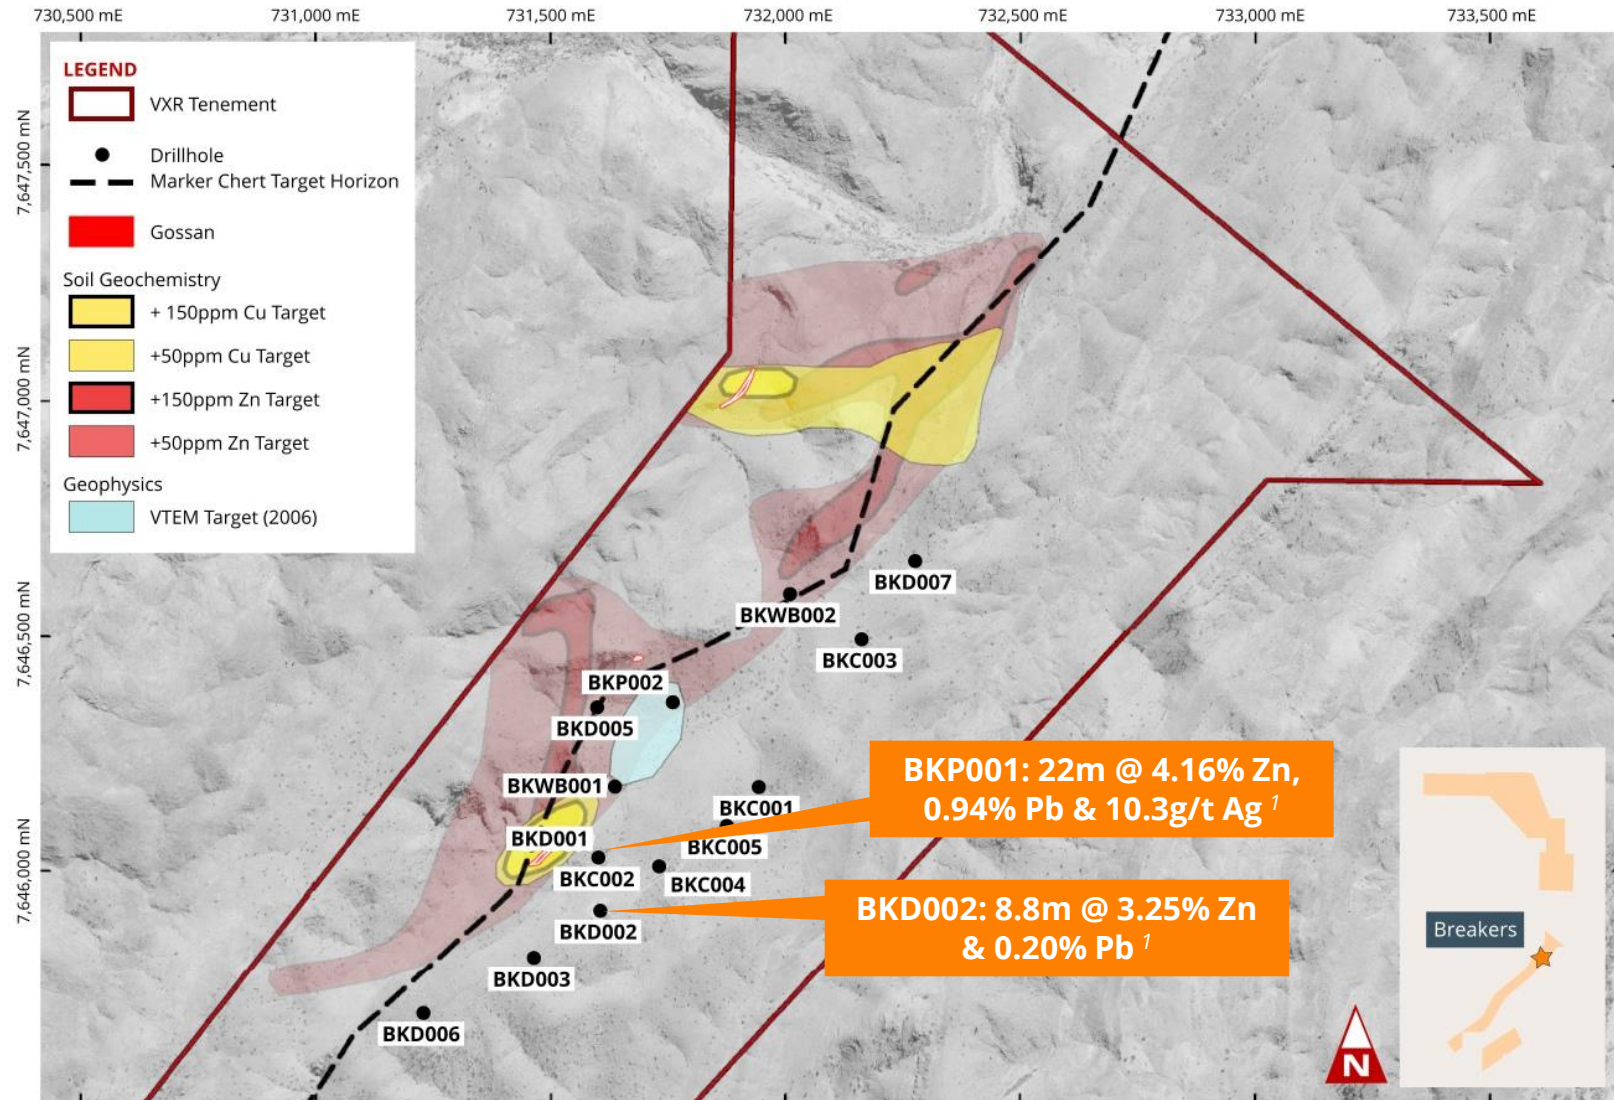 730,500 mE
731,000 mE
731,500 mE
732,000 mE
732,500 mE
733,000 mE
733,500 mE
7,647,500 mN
7,647,000 mN
7,646,500 mN
7,646,000 mN
LEGEND
VXR Tenement
Drillhole
Marker Chert Target Horizon
Gossan
Soil Geochemistry
+ 150ppm Cu Target
+50ppm Cu Target
+150ppm Zn Target
+50ppm Zn Target
Geophysics
VTEM Target (2006)
BKD007
BKWB002
BKC003
BKP002
BKD005
BKWB001
BKC001
BKD001
BKC005
BKC002
BKC004
BKD002
BKD003
BKD006
BKP001: 22m @ 4.16% Zn,
0.94% Pb & 10.3g/t Ag 1
BKD002: 8.8m @ 3.25% Zn
& 0.20% Pb 1
Breakers
N